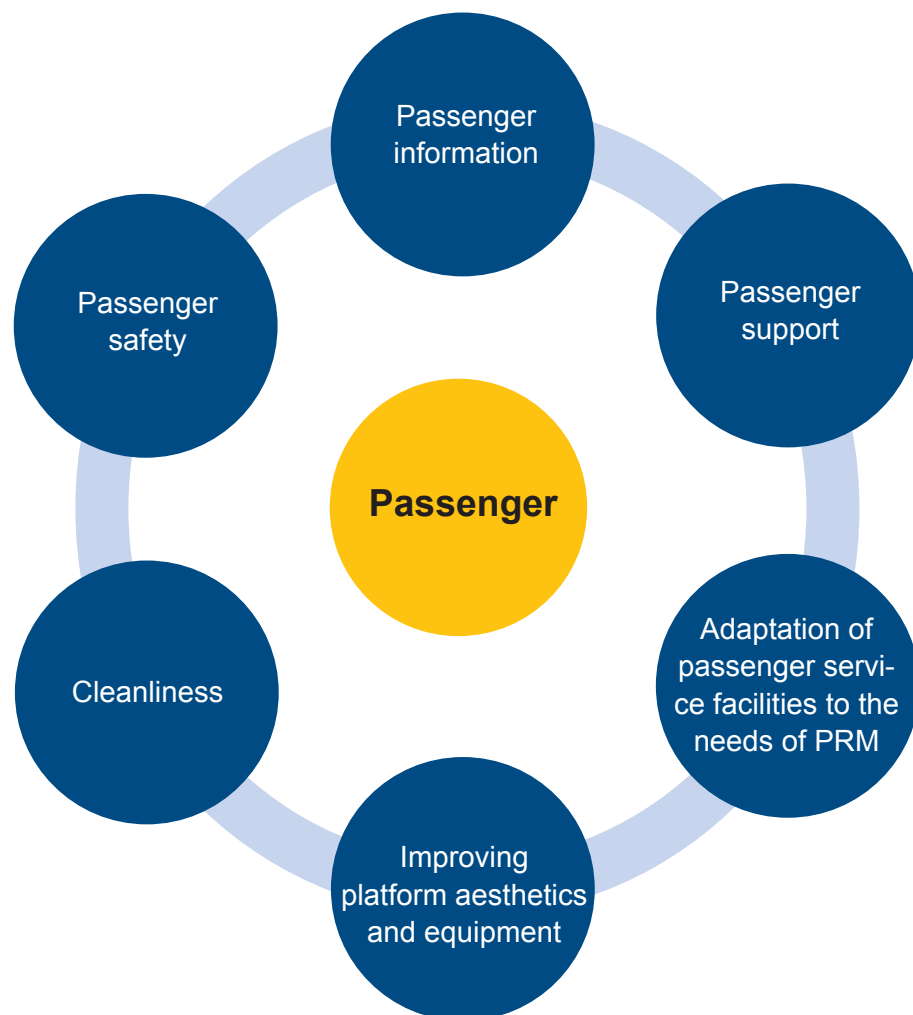 Passenger
information
Passenger
support
Adaptation of
passenger servi-
ce facilities to the
needs of PRM
Improving
platform aesthetics
and equipment
Cleanliness
Passenger
safety
Passenger